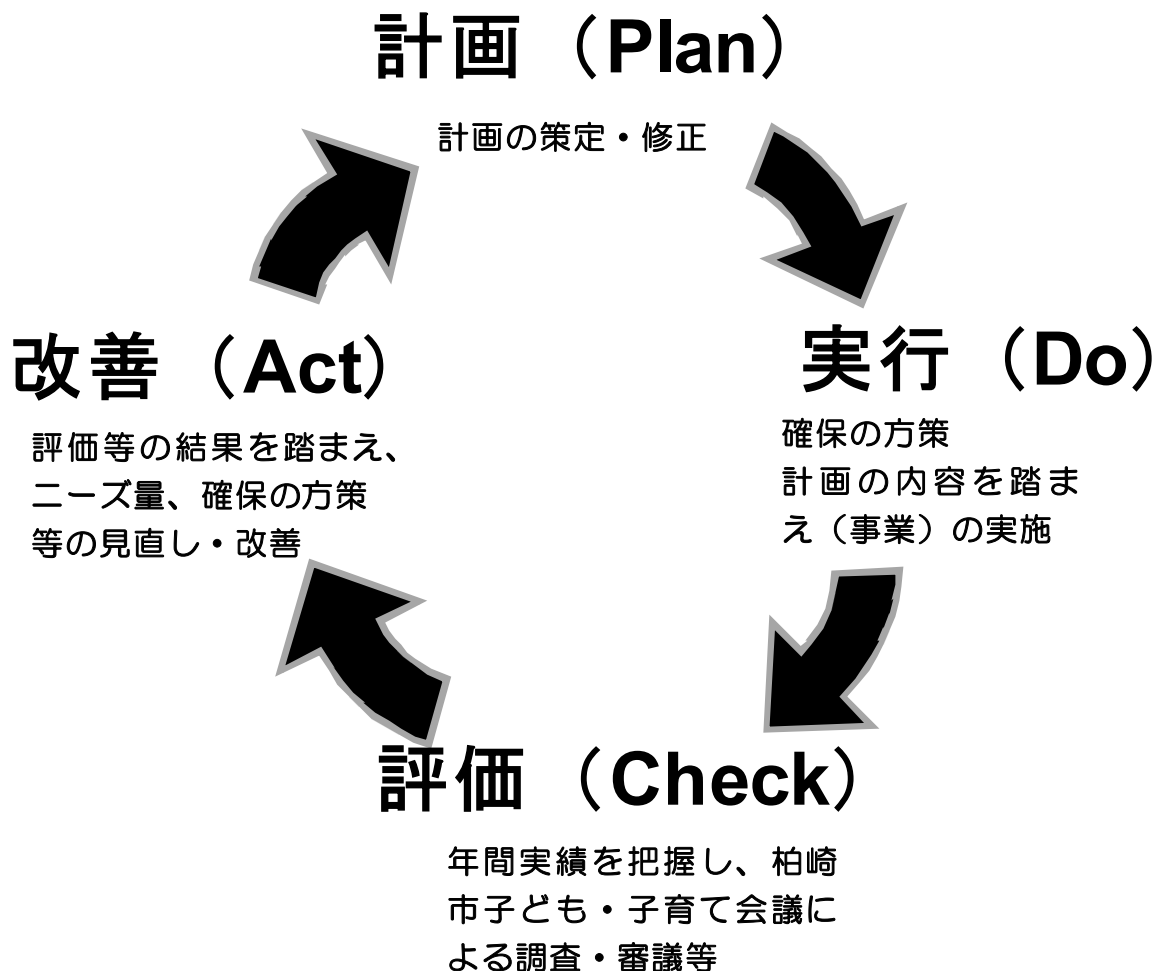 計画（Plan）
計画の策定・修正
実行（Do）
確保の方策
計画の内容を踏ま
え（事業）の実施
評価（Check）
年間実績を把握し、柏崎
市子ども・子育て会議に
よる調査・審議等
改善（Act）
評価等の結果を踏まえ、
ニーズ量、確保の方策
等の見直し・改善